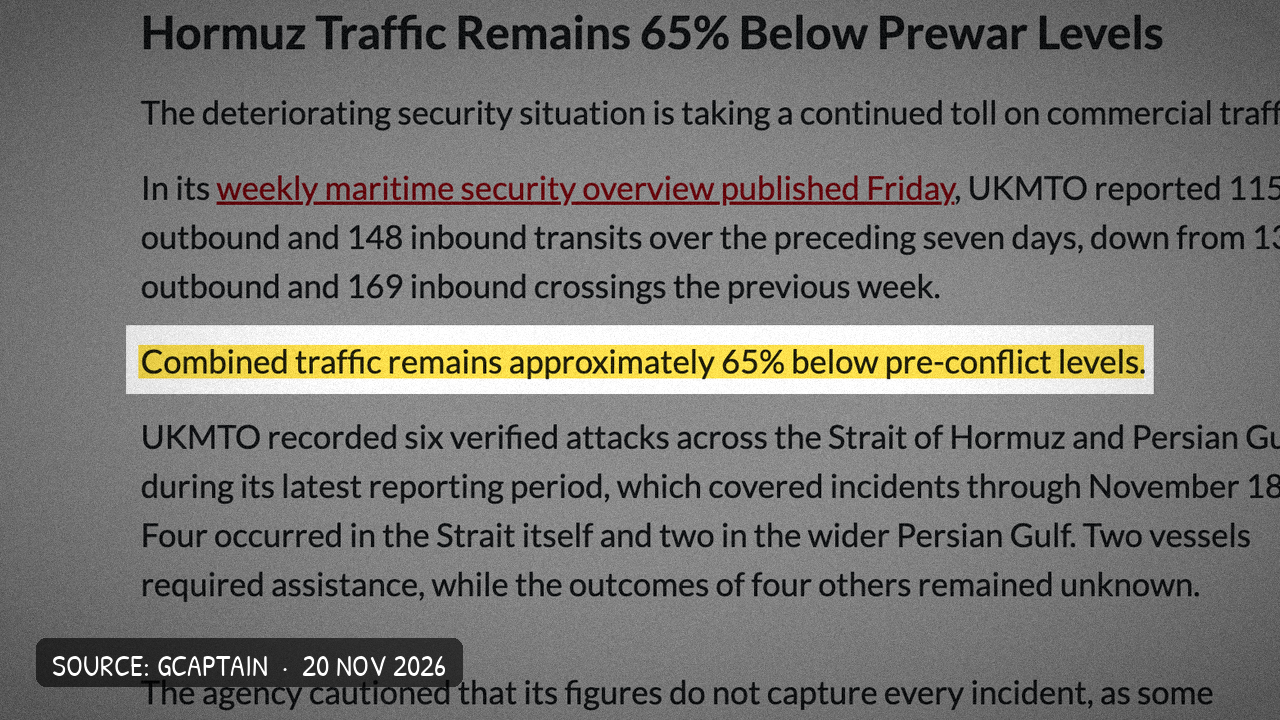 Hormuz Traffic Remains 65% Below Prewar Levels
The deteriorating security situation is taking a continued toll on commercial
In its weekly maritime security overview published Friday, UKMTO reported 115
outbound and 148 inbound transits over the preceding seven days, down from
outbound and 169 inbound crossings the previous week.
Combined traffic remains approximately 65% below pre-conflict levels.
UKMTO recorded six verified attacks across the Strait of Hormuz and Persian
during its latest reporting period, which covered incidents through November 18
Four occurred in the Strait itself and two in the wider Persian Gulf. Two vessels
required assistance, while the outcomes of four others remained unknown.
SOURCE: GCAPTAIN · 20 NOV 2026
The agency cautioned that its figures do not capture every incident, as some